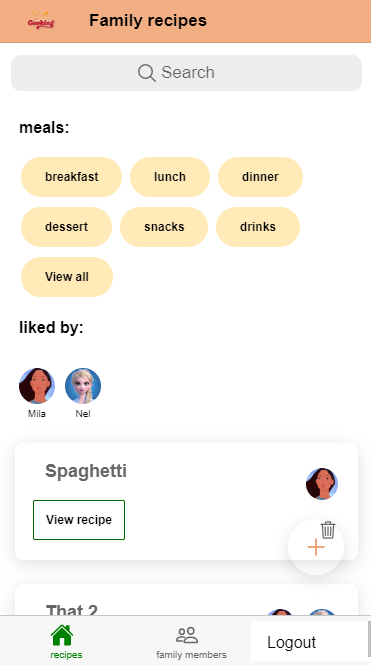 Cooking
Family recipes
Search
meals:
breakfast
lunch
dinner
dessert
snacks
drinks
View all
liked by:
Mila
Nel
Spaghetti
View recipe
That 2
recipes
family members
Logout